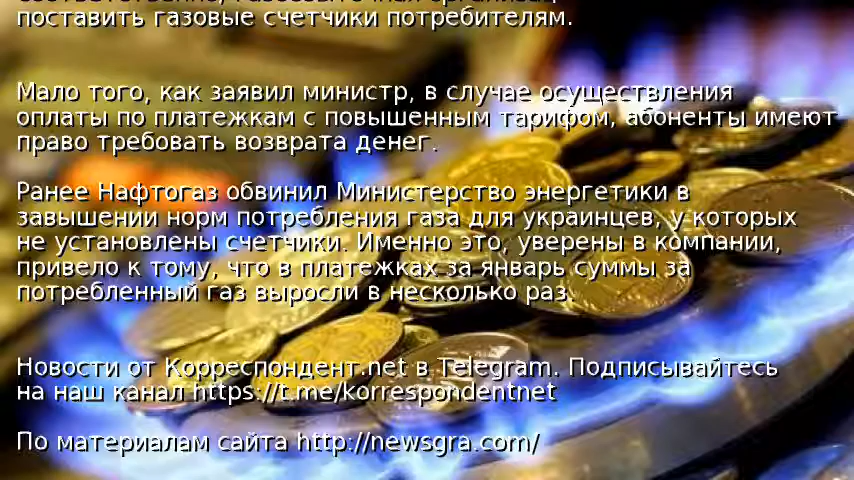 поставить газовые счетчики потребителям.
Мало того, как заявил министр, в случае осуществления
оплаты по платежкам с повышенным тарифом, абоненты имеют
право требовать возврата денег.
Ранее Нафтогаз обвинил Министерство энергетики в
завышении норм потребления газа для украинцев, у которых
не установлены счетчики. Именно это, уверены в компании,
привело к тому, что в платежках за январь суммы за
потребленный газ выросли в несколько раз.
Новости от Корреспондент.net в Telegram. Подписывайтесь
на наш канал https://t.me/korrespondentnet
По материалам сайта http://newsgra.com/